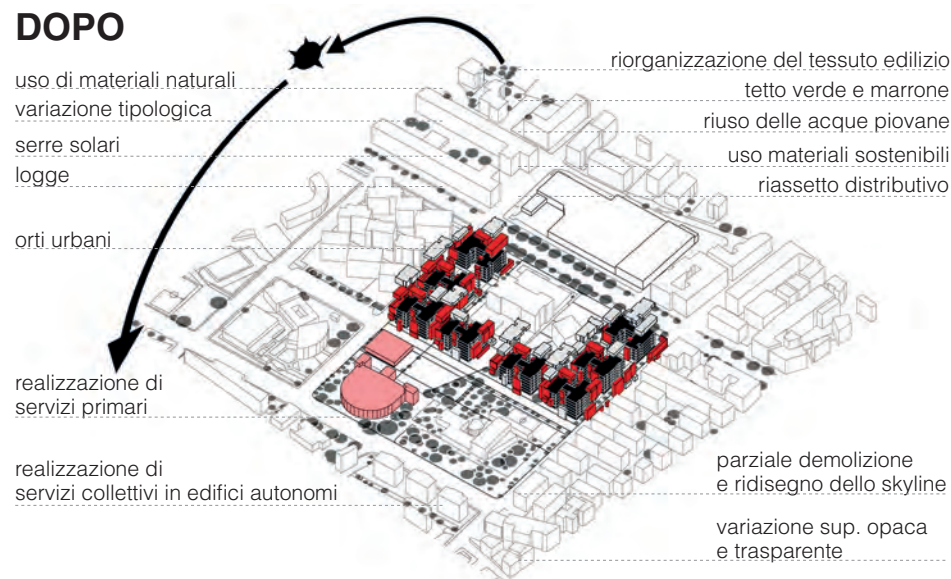 DOPO
uso di materiali naturali
variazione tipologica
serre solari
logge
orti urbani
realizzazione di
servizi primari
realizzazione di
servizi collettivi in edifici autonomi
riorganizzazione del tessuto edilizio
tetto verde e marrone
riuso delle acque piovane
uso materiali sostenibili
riassetto distributivo
parziale demolizione
e ridisegno dello skyline
variazione sup. opaca
e trasparente